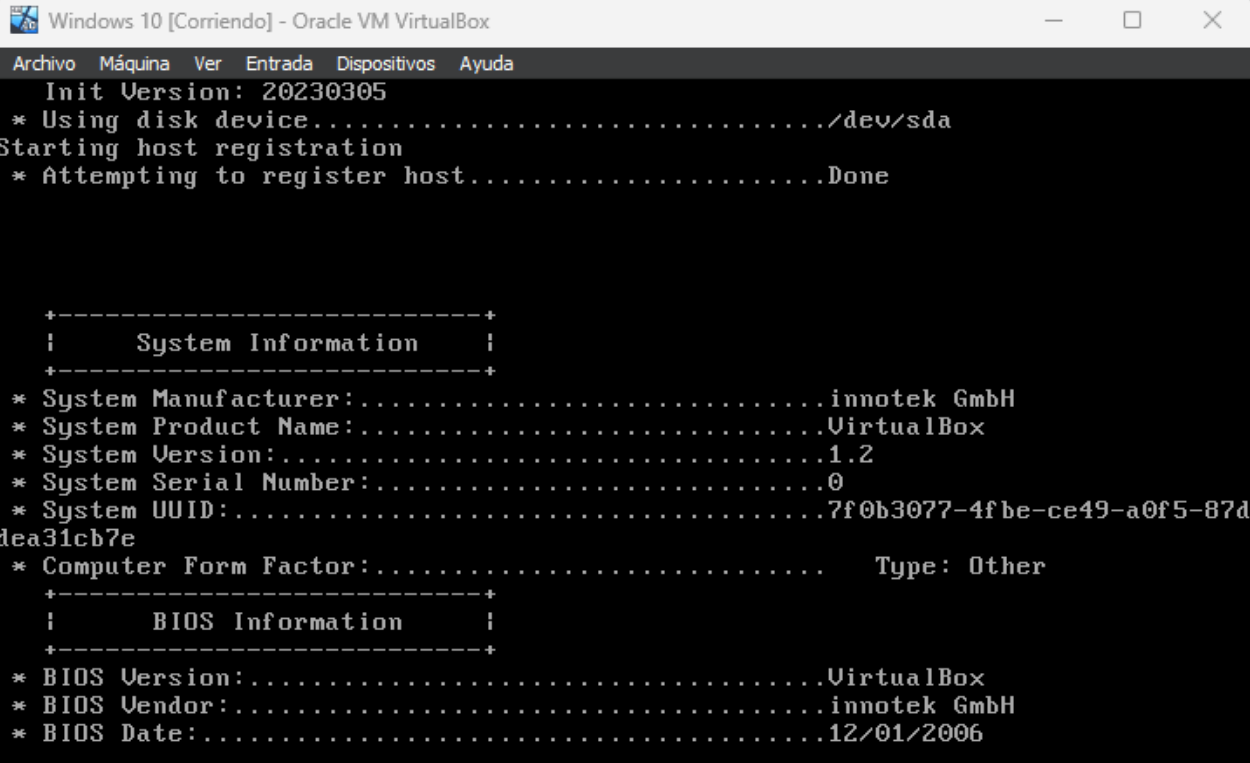 Windows 10 [Corriendo] - Oracle VM VirtualBox
Archivo Máquina Ver Entrada Dispositivos Ayuda
Init Version: 20230305
* Using disk device.................................../dev/sda
Starting host registration
* Attempting to register host.......................Done
+---------------------------+
| System Information |
+---------------------------+
* System Manufacturer:..............................innotek GmbH
* System Product Name:..............................VirtualBox
* System Version:...................................1.2
* System Serial Number:.............................0
* System UUID:......................................7f0b3077-4fbe-ce49-a0f5-87d
dea31cb7e
* Computer Form Factor:............................. Type: Other
+---------------------------+
| BIOS Information |
+---------------------------+
* BIOS Version:.....................................VirtualBox
* BIOS Vendor:......................................innotek GmbH
* BIOS Date:........................................12/01/2006